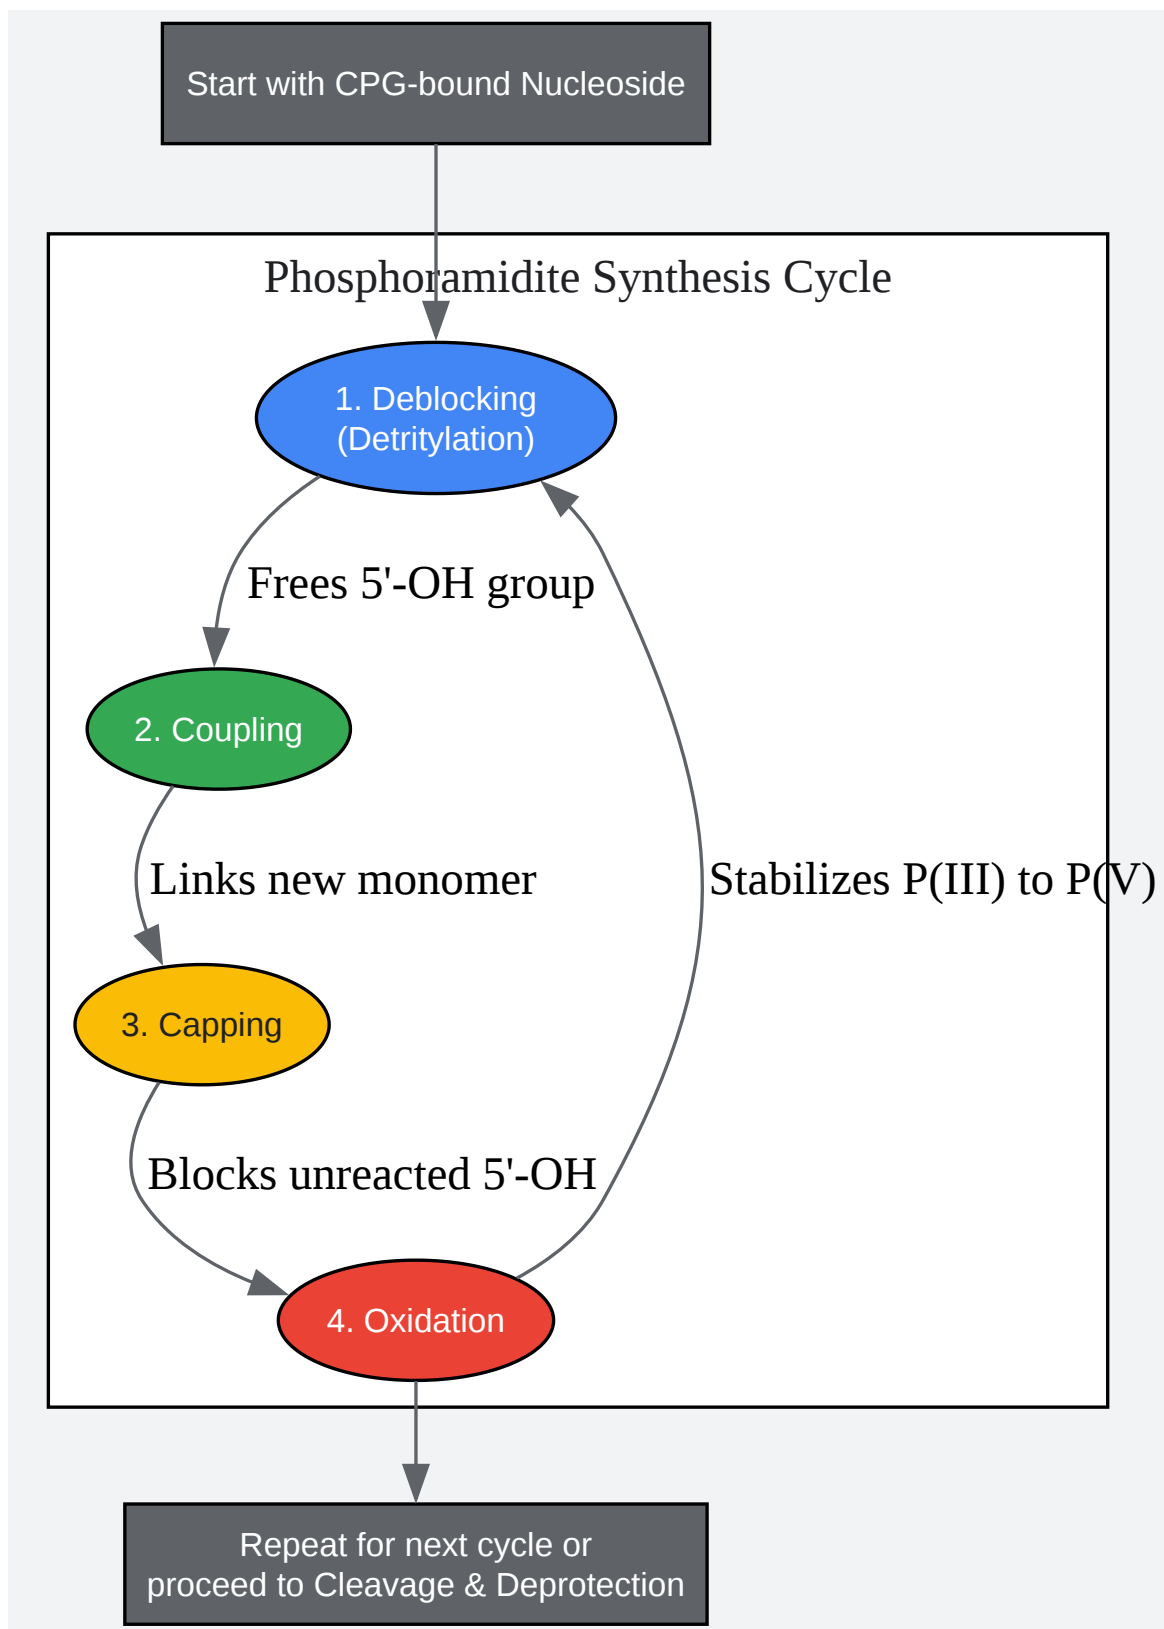 Start with CPG-bound Nucleoside
Phosphoramidite Synthesis Cycle
1. Deblocking
(Detritylation)
Frees 5'-OH group
2. Coupling
Links new monomer
Stabilizes P(III) to P(V)
3. Capping
Blocks unreacted 5'-OH
4. Oxidation
Repeat for next cycle or
proceed to Cleavage & Deprotection